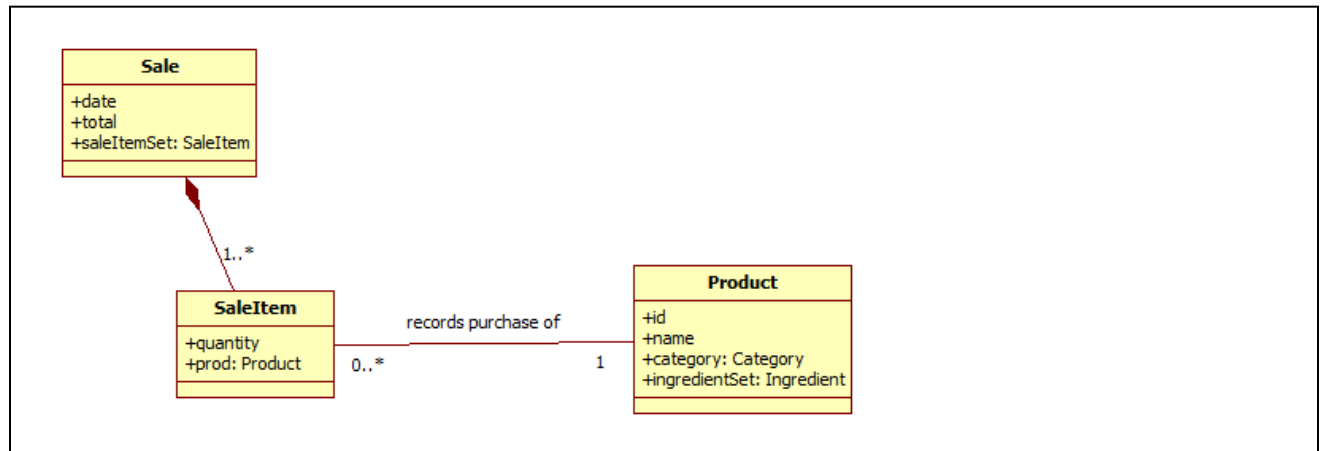 Sale
+date
+total
+saleItemSet: SaleItem
1..*
SaleItem
+quantity
+prod: Product
records purchase of
0..*
1
Product
+id
+name
+category: Category
+ingredientSet: Ingredient